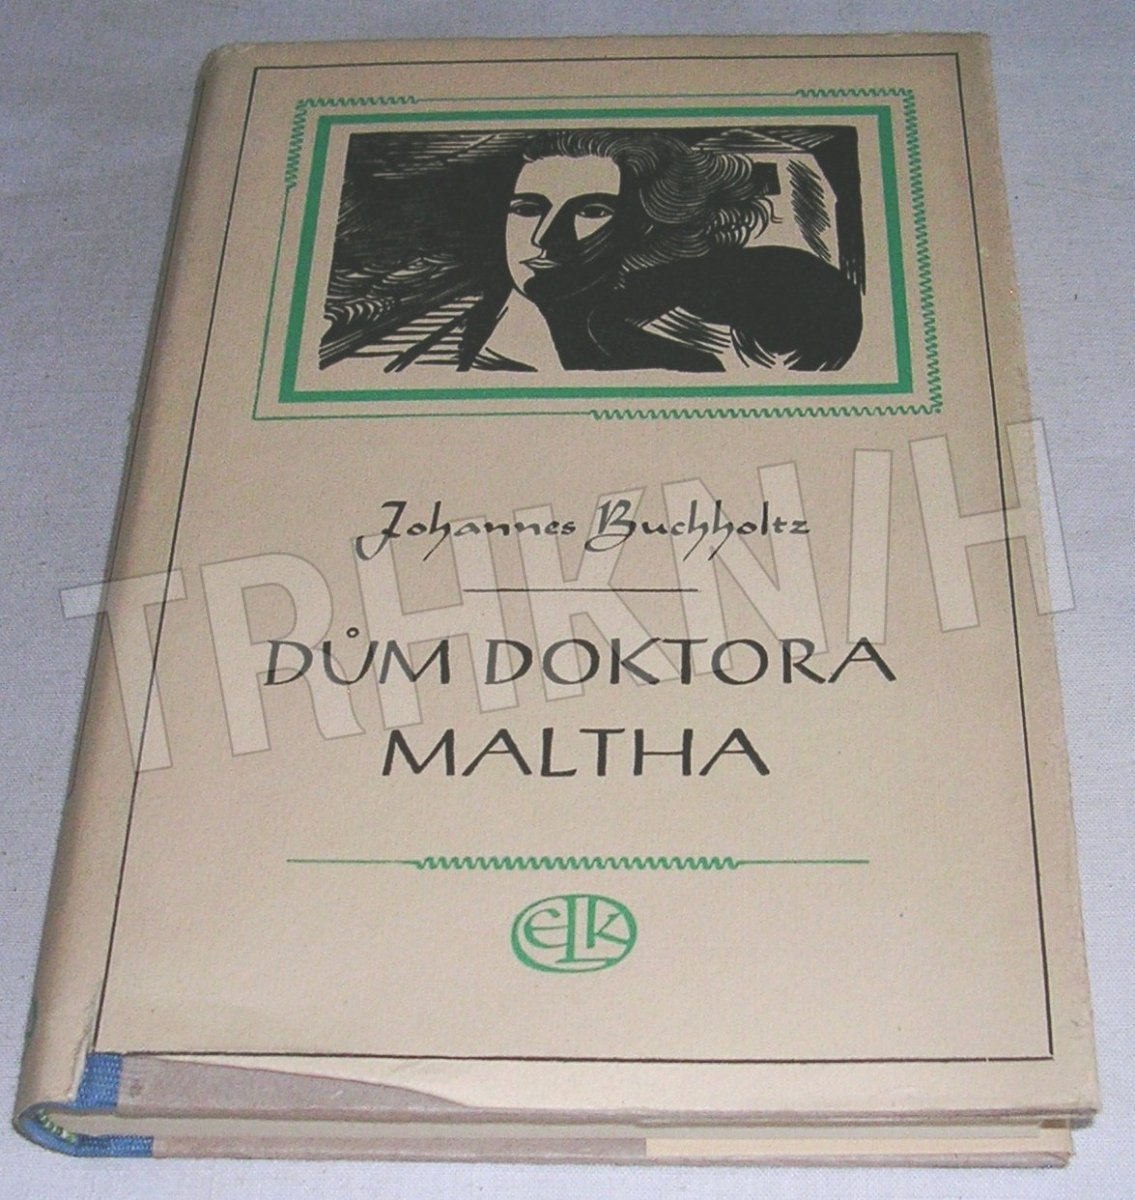 Johannes Buchholtz
DŮM DOKTORA
MALTHA
ELK
TRHKNIH